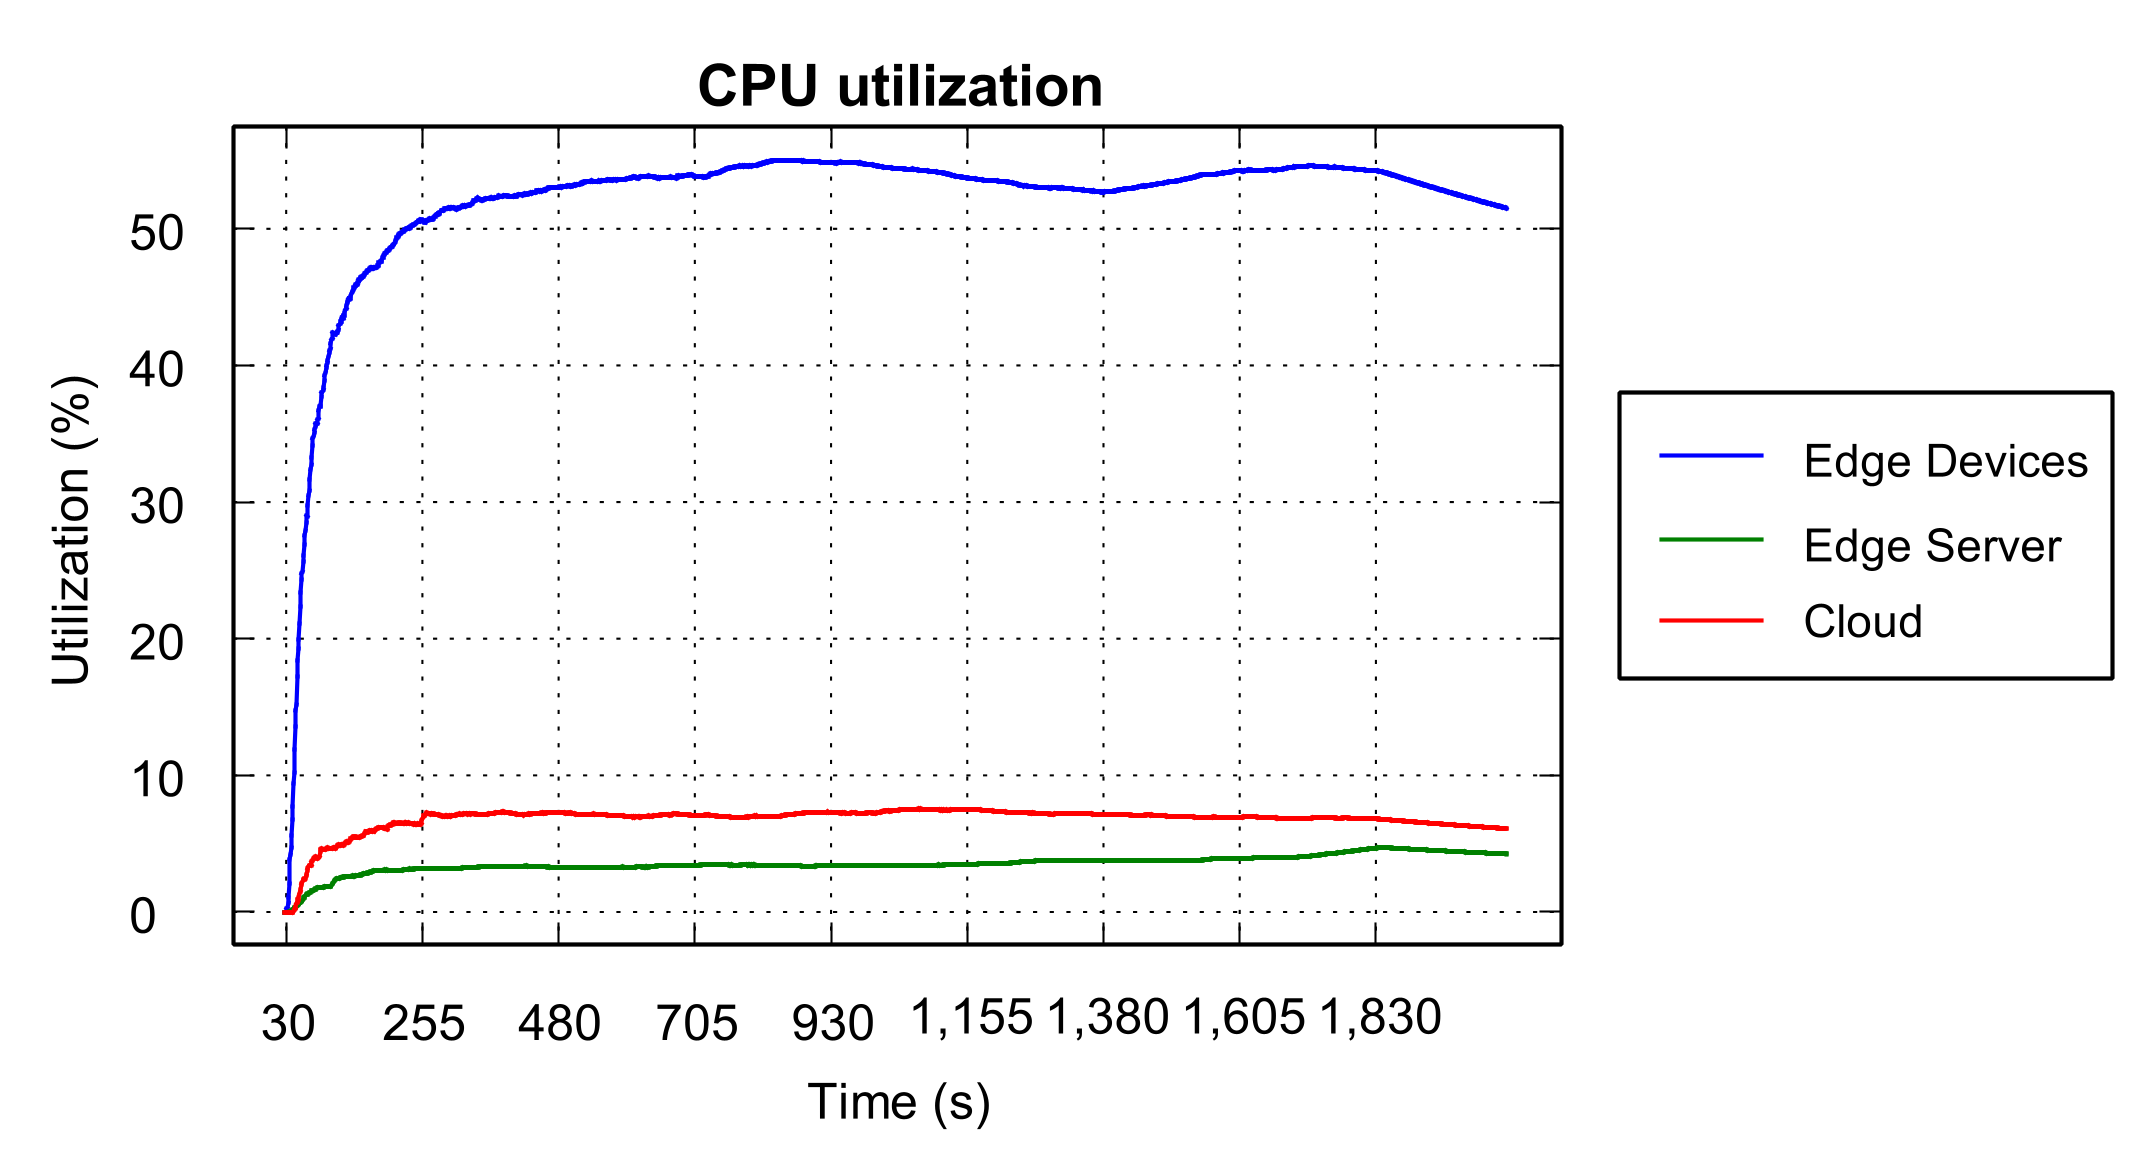 CPU utilization
Utilization (%)
50
40
30
20
10
0
30 255 480 705 930 1,155 1,380 1,605 1,830
Time (s)
Edge Devices
Edge Server
Cloud